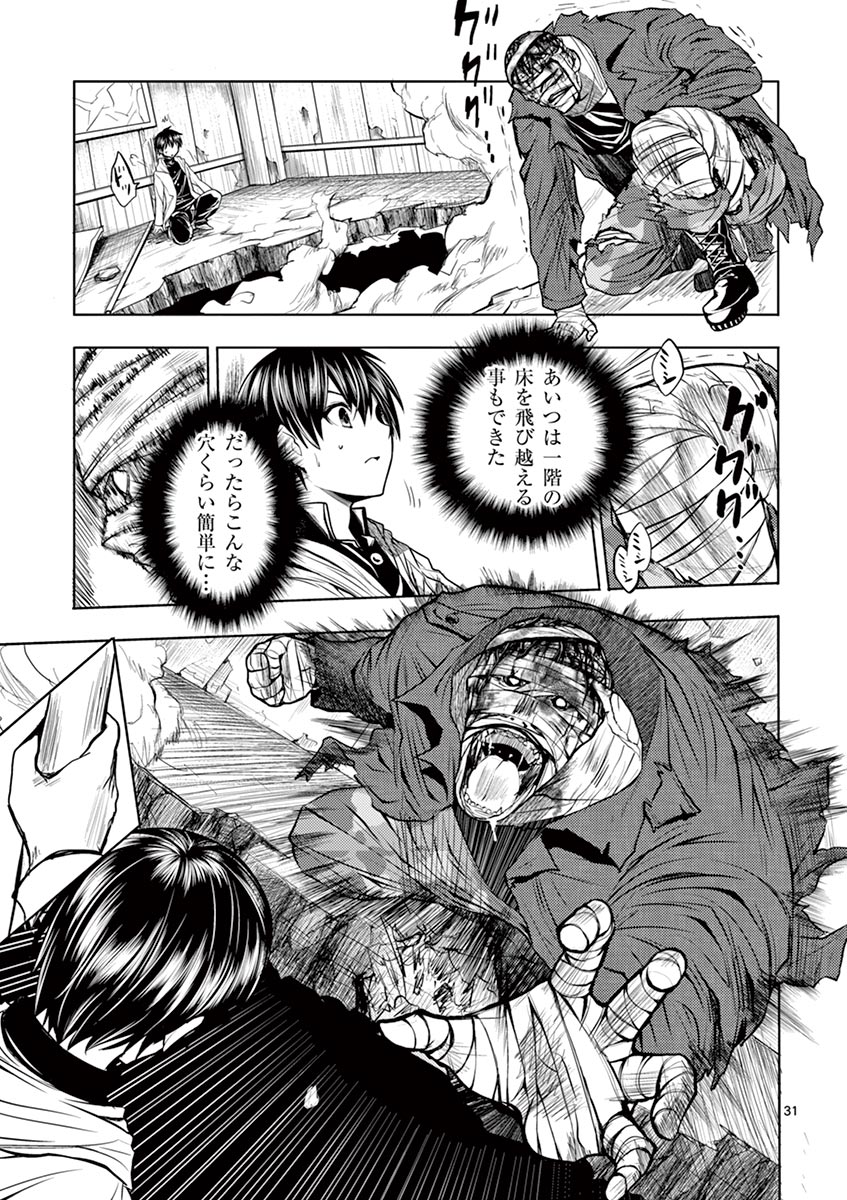 ググググ
ドッ
グググ…
ミシ
ミシ
あいつは一階の
床を飛び越える
事もできた
だったらこんな
穴くらい簡単に…
31